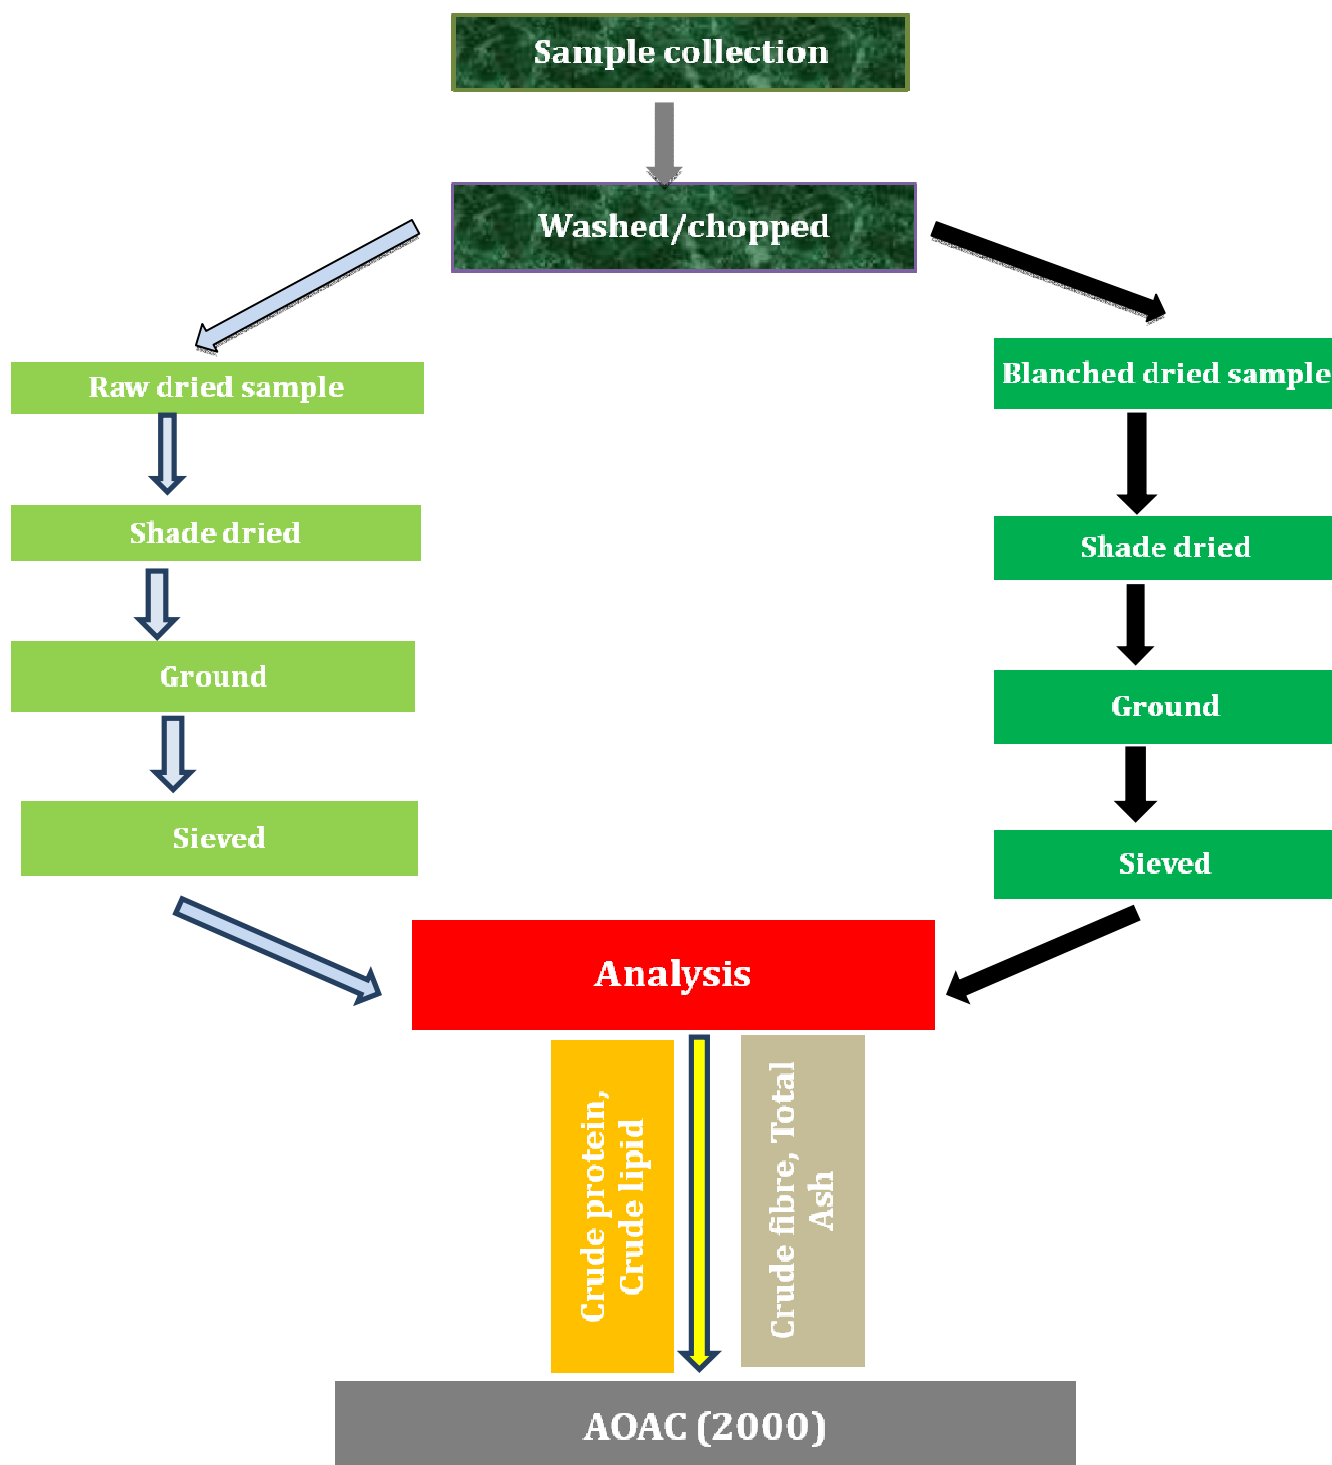 Sample collection
Washed/chopped
Raw dried sample
Shade dried
Ground
Sieved
Blanched dried sample
Shade dried
Ground
Sieved
Analysis
Crude protein,
Crude lipid
Crude fibre, Total
Ash
AOAC (2000)